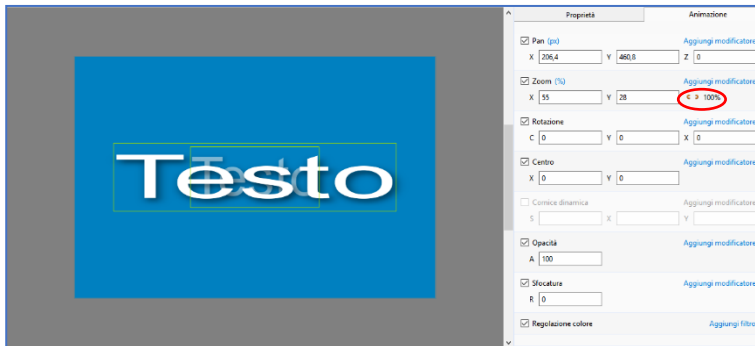 Proprietà Animazione
Testo
Testo
Pan (px) Aggiungi modificatore
X 206,4 Y 460,8 Z 0
Zoom (%) Aggiungi modificatore
X 55 Y 28 100%
Rotazione Aggiungi modificatore
C 0 Y 0 X 0
Centro Aggiungi modificatore
X 0 Y 0
Cornice dinamica Aggiungi modificatore
S X Y
Opacità Aggiungi modificatore
A 100
Sfocatura Aggiungi modificatore
R 0
Regolazione colore Aggiungi filtro